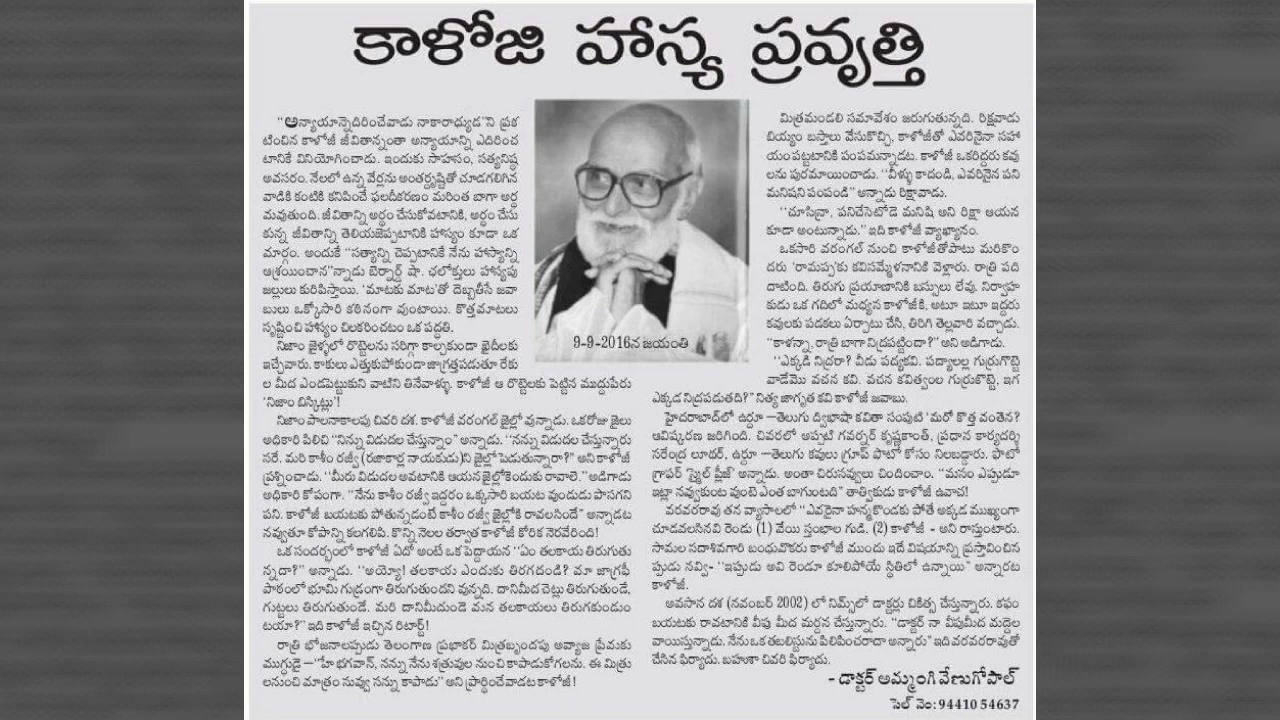 కాళోజి హాస్య ప్రవృత్తి
“అన్యాయాన్నెదిరించేవాడు నాకారాధ్యుడ”ని ప్రక
టించిన కాళోజీ జీవితాన్నంతా అన్యాయాన్ని ఎదిరించ
టానికే వినియోగించాడు. ఇందుకు సాహసం, సత్యనిష్ఠ
అవసరం. నేలలో ఉన్న వేర్లను అంతర్దృష్టితో చూడగలిగిన
వాడికి కంటికి కనిపించే ఫలదీకరణం మరింత బాగా అర్థ
మవుతుంది. జీవితాన్ని అర్థం చేసుకోవటానికి, అర్థం చేసు
కున్న జీవితాన్ని తెలియజెప్పటానికి హాస్యం కూడా ఒక
మార్గం. అందుకే “సత్యాన్ని చెప్పటానికే నేను హాస్యాన్ని
ఆశ్రయించాన”న్నాడు బెర్నార్డ్ షా. ఛలోక్తులు హాస్యపు
జల్లులు కురిపిస్తాయి. ‘మాటకు మాట’తో దెబ్బతీసే జవా
బులు ఒక్కోసారి కఠినంగా వుంటాయి. కొత్తమాటలు
సృష్టించి హాస్యం చిలకరించటం ఒక పద్ధతి.
నిజాం జైళ్ళలో రొట్టెలను సరిగ్గా కాల్చకుండా ఖైదీలకు
ఇచ్చేవారు. కాకులు ఎత్తుకుపోకుండా జాగ్రత్తపడుతూ రేకు
ల మీద ఎండపెట్టుకుని వాటిని తినేవాళ్ళు. కాళోజీ ఆ రొట్టెలకు పెట్టిన ముద్దుపేరు
‘నిజాం బిస్కిట్లు’!
నిజాం పాలనాకాలపు చివరి దశ. కాళోజీ వరంగల్ జైల్లో వున్నాడు. ఒకరోజు జైలు
అధికారి పిలిచి “నిన్ను విడుదల చేస్తున్నాం” అన్నాడు. “నన్ను విడుదల చేస్తున్నారు
సరే. మరి కాశీం రజ్వీ (రజాకార్ల నాయకుడు)ని జైల్లో పెడుతున్నారా?” అని కాళోజీ
ప్రశ్నించాడు. “మీరు విడుదల అవటానికి ఆయన జైల్లోకెందుకు రావాలె.” అడిగాడు
అధికారి కోపంగా. “నేను కాశీం రజ్వీ ఇద్దరం ఒక్కసారి బయట వుండుడు పొసగని
పని. కాళోజీ బయటకు పోతున్నడంటే కాశీం రజ్వీ జైల్లోకి రావలసిందే” అన్నాడట
నవ్వుతూ కోపాన్ని కలగలిపి. కొన్ని నెలల తర్వాత కాళోజీ కోరిక నెరవేరింది!
ఒక సందర్భంలో కాళోజీ ఏదో అంటే ఒక పెద్దాయన “ఏం తలకాయ తిరుగుతు
న్నదా?” అన్నాడు. “అయ్యో! తలకాయ ఎందుకు తిరగదండి? మా జాగ్రఫీ
పాఠంలో భూమి గుడ్రంగా తిరుగుతుందని వున్నది. దానిమీద చెట్లు తిరుగుతుండే,
గుట్టలు తిరుగుతుండే. మరి దానిమీదుండె మన తలకాయలు తిరుగకుండుం
టయా?” ఇది కాళోజీ ఇచ్చిన రిటార్ట్!
రాత్రి భోజనాలప్పుడు తెలంగాణ ప్రభాకర్ మిత్రబృందపు అవ్యాజ ప్రేమకు
ముగ్ధుడై –“హే భగవాన్, నన్ను నేను శత్రువుల నుంచి కాపాడుకోగలను. ఈ మిత్రు
లనుంచి మాత్రం నువ్వు నన్ను కాపాడు” అని ప్రార్థించేవాడట కాళోజీ!
9-9-2016న జయంతి
మిత్రమండలి సమావేశం జరుగుతున్నది. రిక్షవాడు
బియ్యం బస్తాలు వేసుకొచ్చి. కాళోజీతో ఎవరినైనా సహా
యం పట్టటానికి పంపమన్నాడట. కాళోజీ ఒకరిద్దరు కవు
లను పురమాయించాడు. “వీళ్ళు కాదండి, ఎవరినైన పని
మనిషిని పంపండి” అన్నాడు రిక్షావాడు.
“చూసిన్రా, పనిచేసెటోడె మనిషి అని రిక్షా ఆయన
కూడా అంటున్నాడు.” ఇది కాళోజీ వ్యాఖ్యానం.
ఒకసారి వరంగల్ నుంచి కాళోజీతోపాటు మరికొం
దరు ‘రామప్ప’కు కవిసమ్మేళనానికి వెళ్లారు. రాత్రి పది
దాటింది. తిరుగు ప్రయాణానికి బస్సులు లేవు. నిర్వాహ
కుడు ఒక గదిలో మధ్యన కాళోజీకి, అటూ ఇటూ ఇద్దరు
కవులకు పడకలు ఏర్పాటు చేసి, తిరిగి తెల్లవారి వచ్చాడు.
“కాళన్నా, రాత్రి బాగా నిద్రపట్టిందా?” అని అడిగాడు.
“ఎక్కడి నిద్రరా? వీడు పద్యకవి. పద్యాలల్ల గుర్రుగొట్టె
వాడేమొ వచన కవి. వచన కవిత్వంల గుర్రుకొట్టె, ఇగ
ఎక్కడ నిద్రపడుతది?” నిత్య జాగృత కవి కాళోజీ జవాబు.
హైదరాబాద్‌లో ఉర్దూ –తెలుగు ద్విభాషా కవితా సంపుటి ‘మరో కొత్త వంతెన?
ఆవిష్కరణ జరిగింది. చివరలో అప్పటి గవర్నర్ కృష్ణకాంత్, ప్రధాన కార్యదర్శి
నరేంద్ర లూథర్, ఉర్దూ –తెలుగు కవులు గ్రూప్ ఫొటో కోసం నిలబడ్డారు. ఫొటో
గ్రాఫర్ ‘స్మైల్ ప్లీజ్’ అన్నాడు. అంతా చిరునవ్వులు చిందించాం. “మనం ఎప్పుడూ
ఇట్లా నవ్వుకుంట వుంటె ఎంత బాగుంటది” తాత్వికుడు కాళోజీ ఉవాచ!
వరవరరావు తన వ్యాసాలలో “ఎవరైనా హన్మకొండకు పోతే అక్కడ ముఖ్యంగా
చూడవలసినవి రెండు (1) వేయి స్తంభాల గుడి. (2) కాళోజీ - అని రాస్తుంటారు.
సామల సదాశివగారి బంధువొకరు కాళోజీ ముందు ఇదే విషయాన్ని ప్రస్తావించిన
ప్పుడు నవ్వి- “ఇప్పుడు అవి రెండూ కూలిపోయే స్థితిలో ఉన్నాయి” అన్నారట
కాళోజీ.
అవసాన దశ (నవంబర్ 2002) లో నిమ్స్‌లో డాక్టర్లు చికిత్స చేస్తున్నారు. కఫం
బయటకు రావటానికి వీపు మీద మర్దన చేస్తున్నారు. “డాక్టర్ నా వీపుమీద మద్దెల
వాయిస్తున్నాడు. నేను ఒక తబలిస్టును పిలిపించరాదా అన్నారు” ఇది వరవరరావుతో
చేసిన ఫిర్యాదు. బహుశా చివరి ఫిర్యాదు.
- డాక్టర్ అమ్మంగి వేణుగోపాల్
సెల్ నెం: 94410 54637